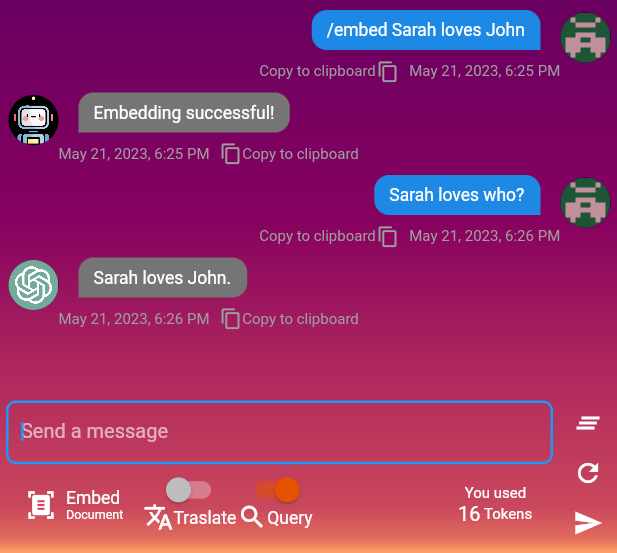 /embed Sarah loves John
Copy to clipboard May 21, 2023, 6:25 PM
Embedding successful!
May 21, 2023, 6:25 PM Copy to clipboard
Sarah loves who?
Copy to clipboard May 21, 2023, 6:26 PM
Sarah loves John.
May 21, 2023, 6:26 PM Copy to clipboard
Send a message
Embed
Document
Traslate
Query
You used
16 Tokens